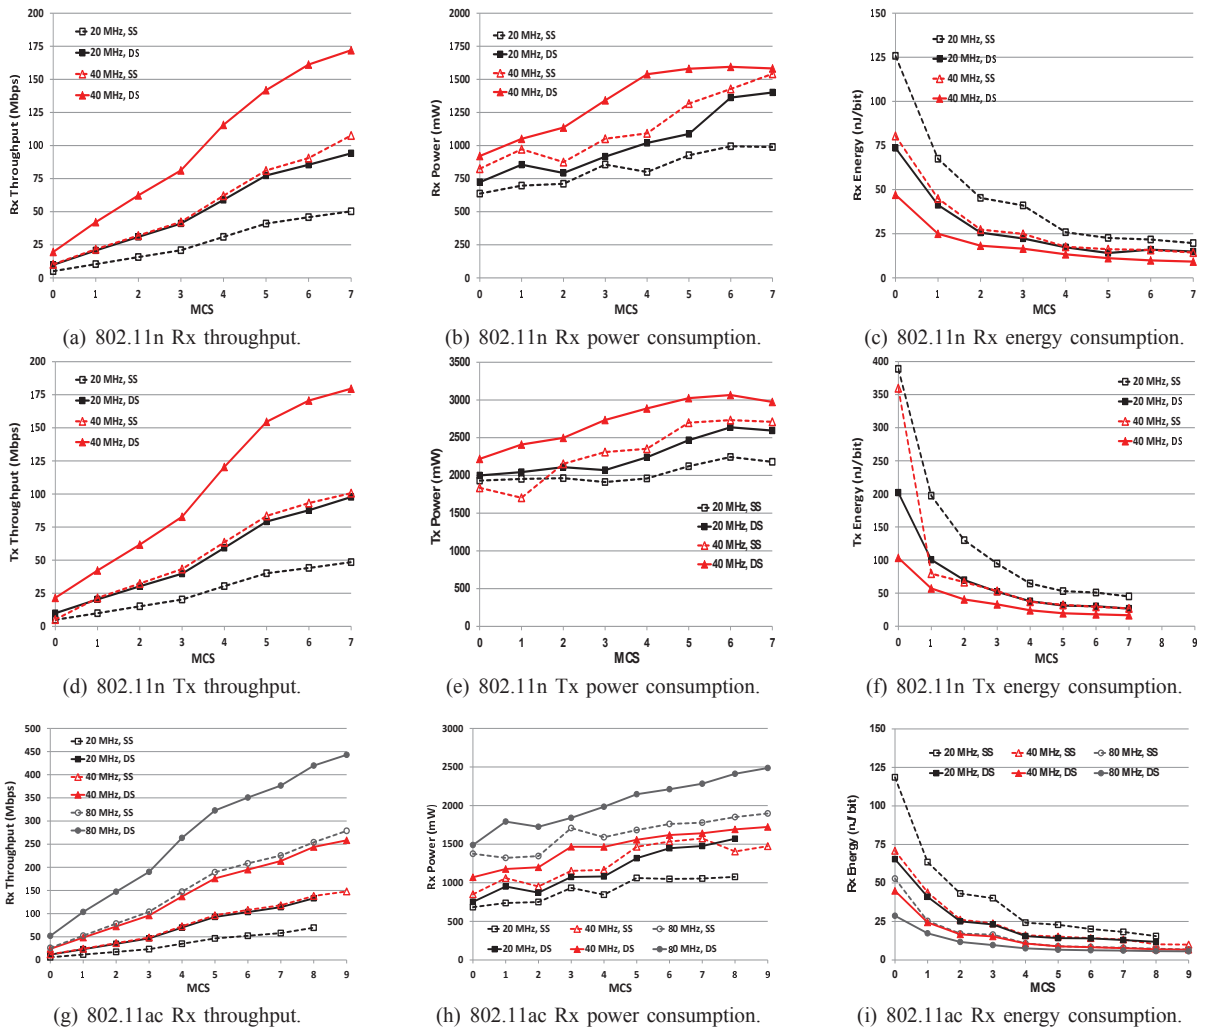 200
175
150
125
100
75
50
25
0
20 MHz, SS
20 MHz, DS
40 MHz, SS
40 MHz, DS
Rx Throughput (Mbps)
0 1 2 3 4 5 6 7
MCS
(a) 802.11n Rx throughput.
2000
1750
1500
1250
1000
750
500
250
0
20 MHz, SS
20 MHz, DS
40 MHz, SS
40 MHz, DS
Rx Power (mW)
0 1 2 3 4 5 6 7
MCS
(b) 802.11n Rx power consumption.
150
125
100
75
50
25
0
20 MHz, SS
20 MHz, DS
40 MHz, SS
40 MHz, DS
Rx Energy (nJ/bit)
0 1 2 3 4 5 6 7
MCS
(c) 802.11n Rx energy consumption.
200
175
150
125
100
75
50
25
0
20 MHz, SS
20 MHz, DS
40 MHz, SS
40 MHz, DS
Tx Throughput (Mbps)
0 1 2 3 4 5 6 7
MCS
(d) 802.11n Tx throughput.
3500
3000
2500
2000
1500
1000
500
0
20 MHz, SS
20 MHz, DS
40 MHz, SS
40 MHz, DS
Tx Power (mW)
0 1 2 3 4 5 6 7
MCS
(e) 802.11n Tx power consumption.
400
350
300
250
200
150
100
50
0
20 MHz, SS
20 MHz, DS
40 MHz, SS
40 MHz, DS
Tx Energy (nJ/bit)
0 1 2 3 4 5 6 7 8 9
MCS
(f) 802.11n Tx energy consumption.
500
450
400
350
300
250
200
150
100
50
0
20 MHz, SS
20 MHz, DS
40 MHz, SS
40 MHz, DS
80 MHz, SS
80 MHz, DS
Rx Throughput (Mbps)
0 1 2 3 4 5 6 7 8 9
MCS
(g) 802.11ac Rx throughput.
3000
2500
2000
1500
1000
500
0
Rx Power (mW)
20 MHz, SS 40 MHz, SS 80 MHz, SS
20 MHz, DS 40 MHz, DS 80 MHz, DS
0 1 2 3 4 5 6 7 8 9
MCS
(h) 802.11ac Rx power consumption.
150
125
100
75
50
25
0
20 MHz, SS 40 MHz, SS 80 MHz, SS
20 MHz, DS 40 MHz, DS 80 MHz, DS
Rx Energy (nJ/bit)
0 1 2 3 4 5 6 7 8 9
MCS
(i) 802.11ac Rx energy consumption.